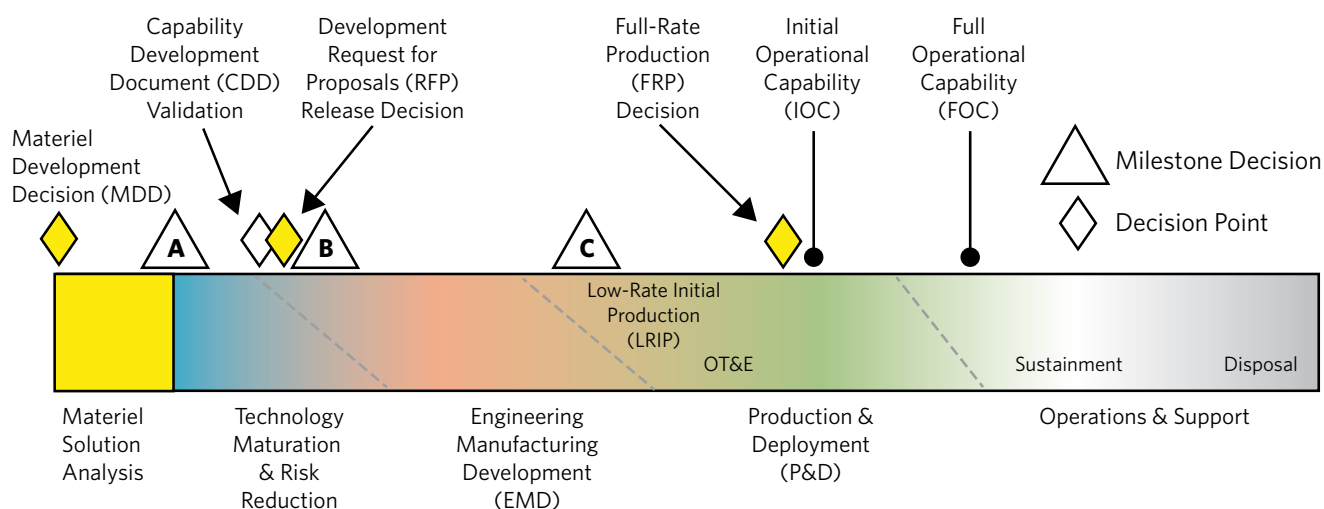 Capability
Development
Document (CDD)
Validation
Development
Request for
Proposals (RFP)
Release Decision
Full-Rate
Production
(FRP)
Decision
Initial
Operational
Capability
(IOC)
Full
Operational
Capability
(FOC)
Materiel
Development
Decision (MDD)
Milestone Decision
Decision Point
A
B
C
Low-Rate Initial
Production
(LRIP)
OT&E
Sustainment
Disposal
Materiel
Solution
Analysis
Technology
Maturation
& Risk
Reduction
Engineering
Manufacturing
Development
(EMD)
Production &
Deployment
(P&D)
Operations & Support